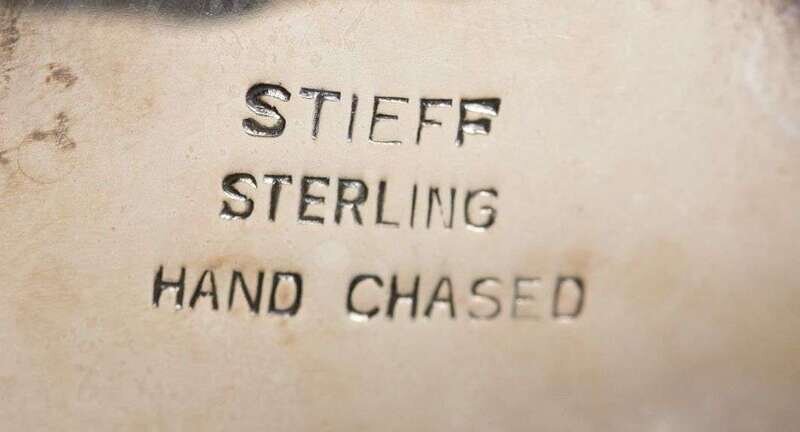 STIEFF
STERLING
HAND CHASED